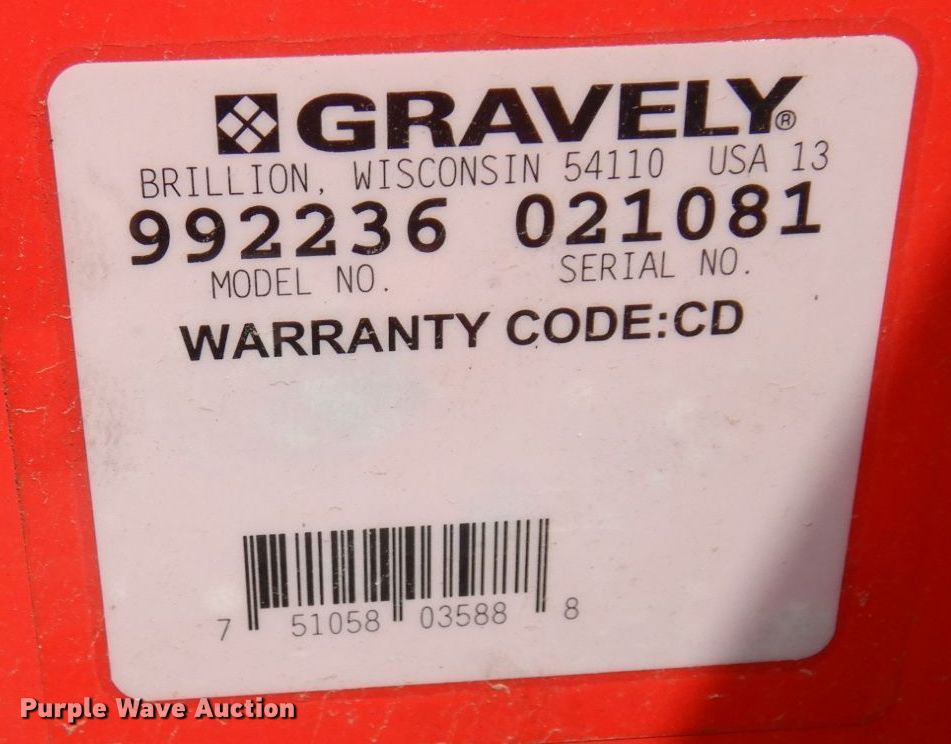 GRAVELY®
BRILLION, WISCONSIN 54110 USA 13
992236 021081
MODEL NO. SERIAL NO.
WARRANTY CODE:CD
7 51058 03588 8
Purple Wave Auction